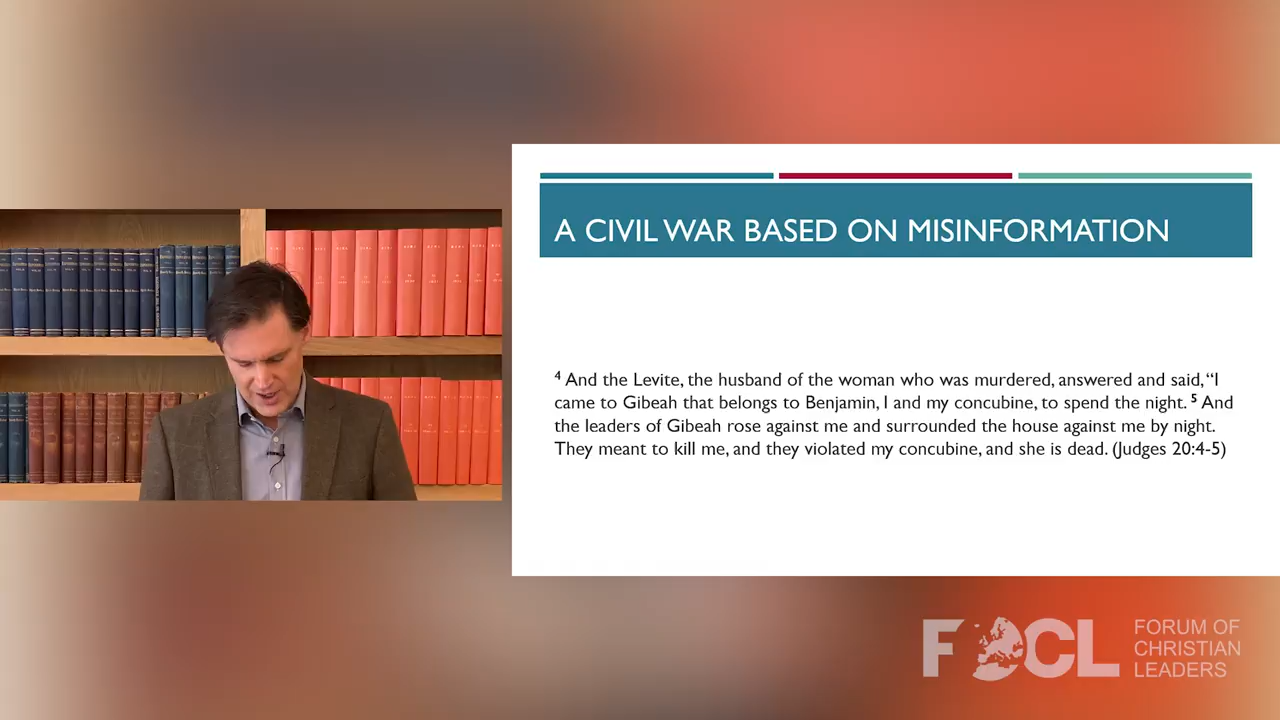 A CIVIL WAR BASED ON MISINFORMATION
4 And the Levite, the husband of the woman who was murdered, answered and said, “I
came to Gibeah that belongs to Benjamin, I and my concubine, to spend the night. 5 And
the leaders of Gibeah rose against me and surrounded the house against me by night.
They meant to kill me, and they violated my concubine, and she is dead. (Judges 20:4-5)
FOCL
FORUM OF
CHRISTIAN
LEADERS